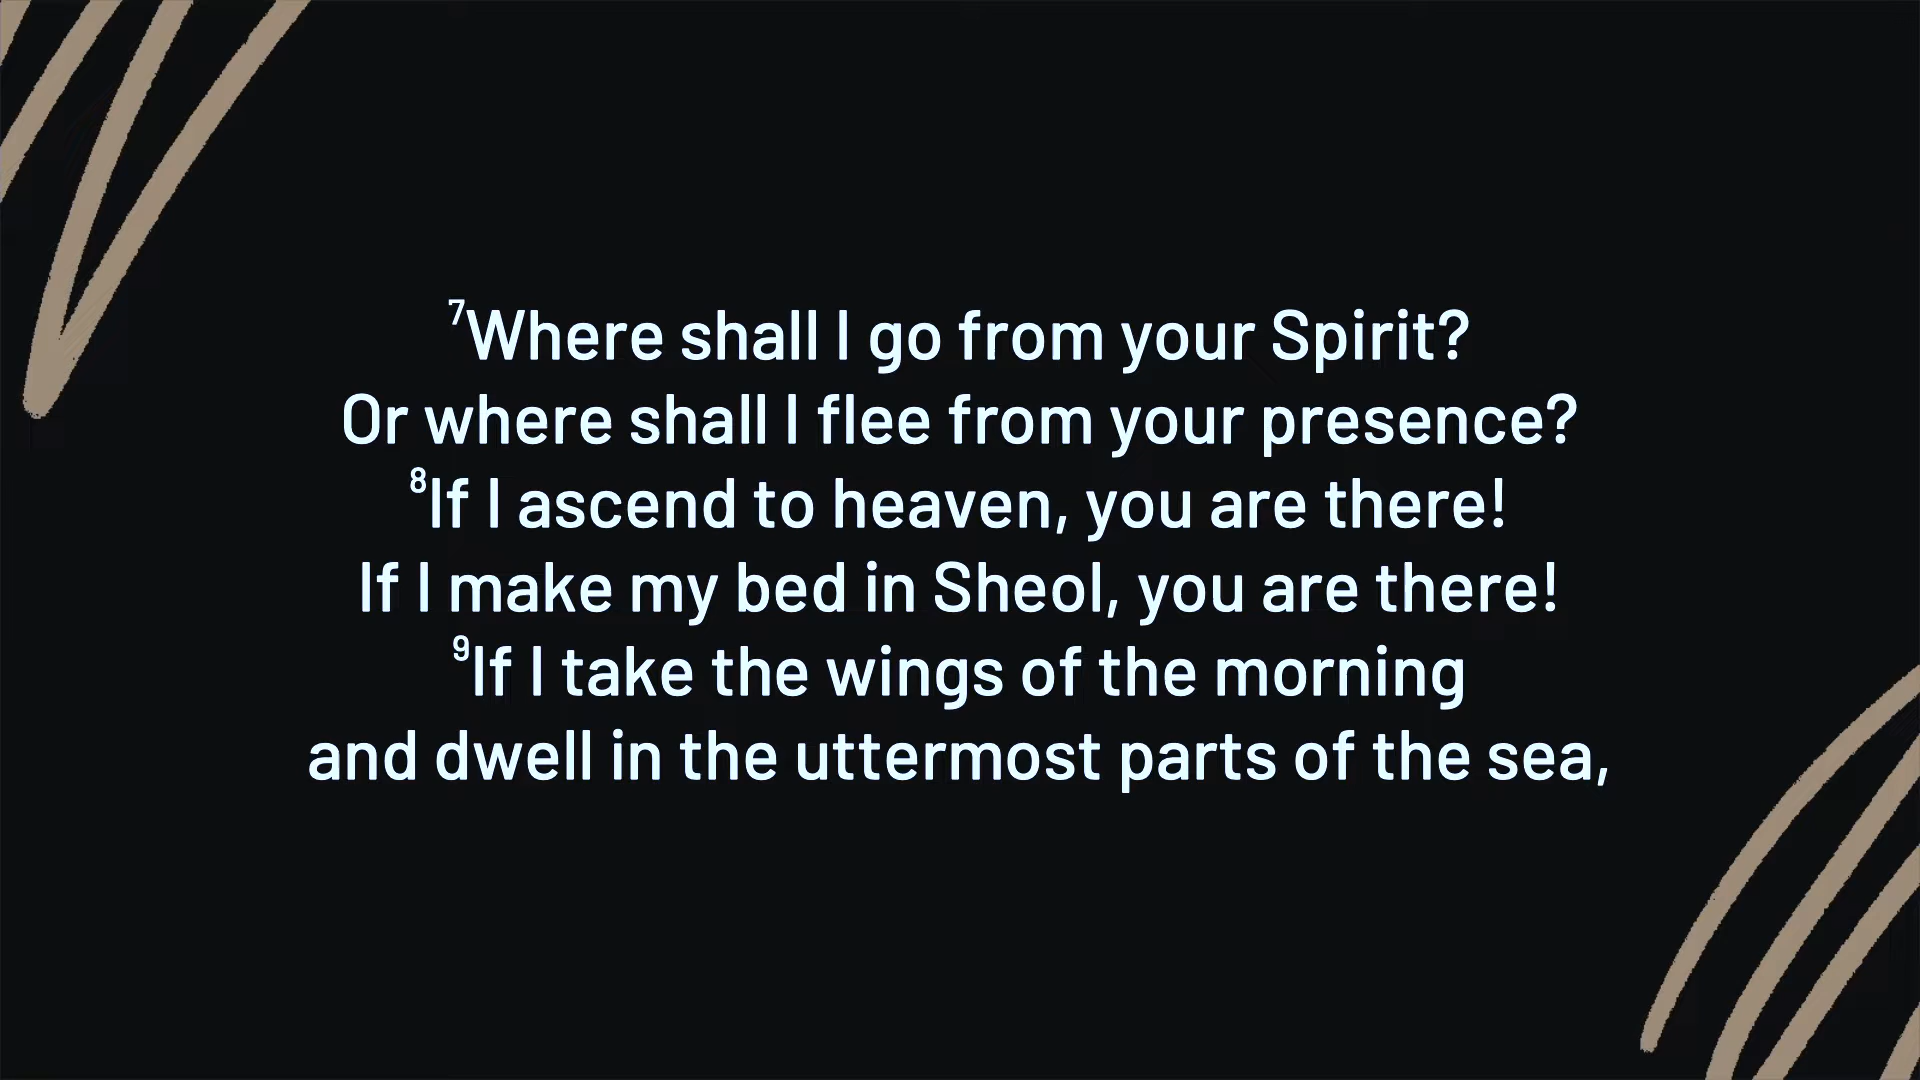 ⁷Where shall I go from your Spirit?
Or where shall I flee from your presence?
⁸If I ascend to heaven, you are there!
If I make my bed in Sheol, you are there!
⁹If I take the wings of the morning
and dwell in the uttermost parts of the sea,